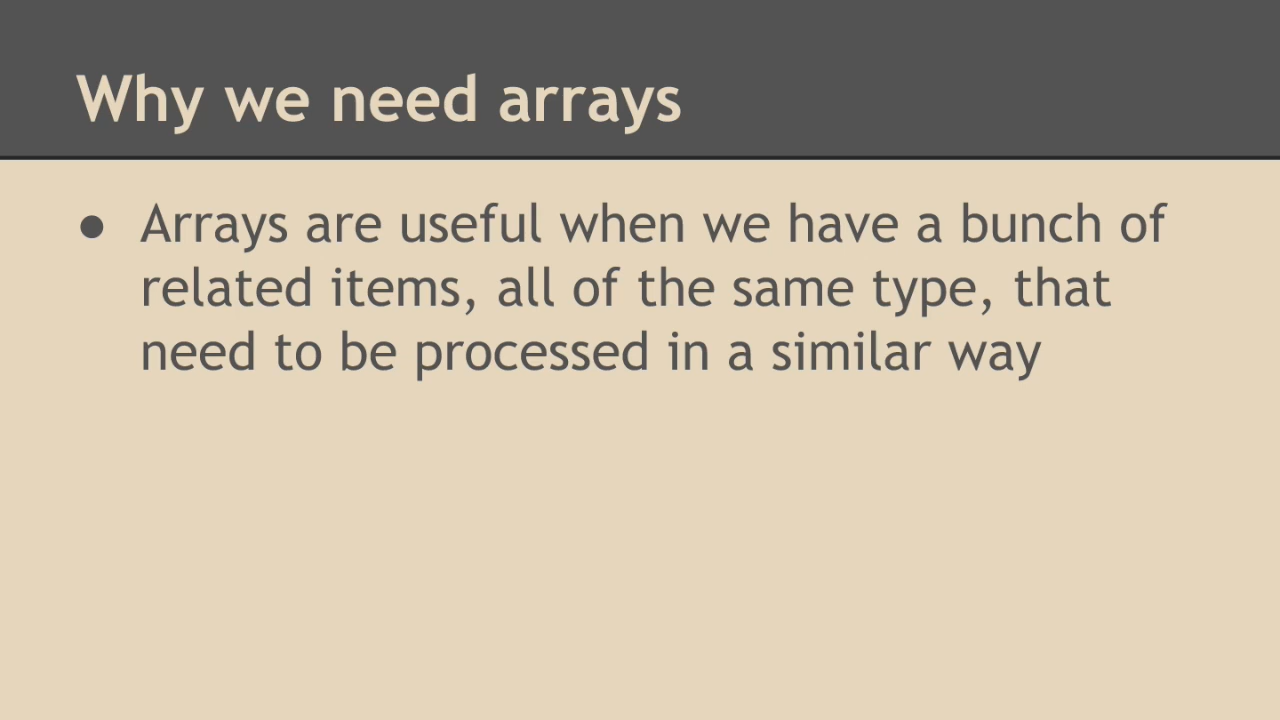 Why we need arrays
● Arrays are useful when we have a bunch of
related items, all of the same type, that
need to be processed in a similar way